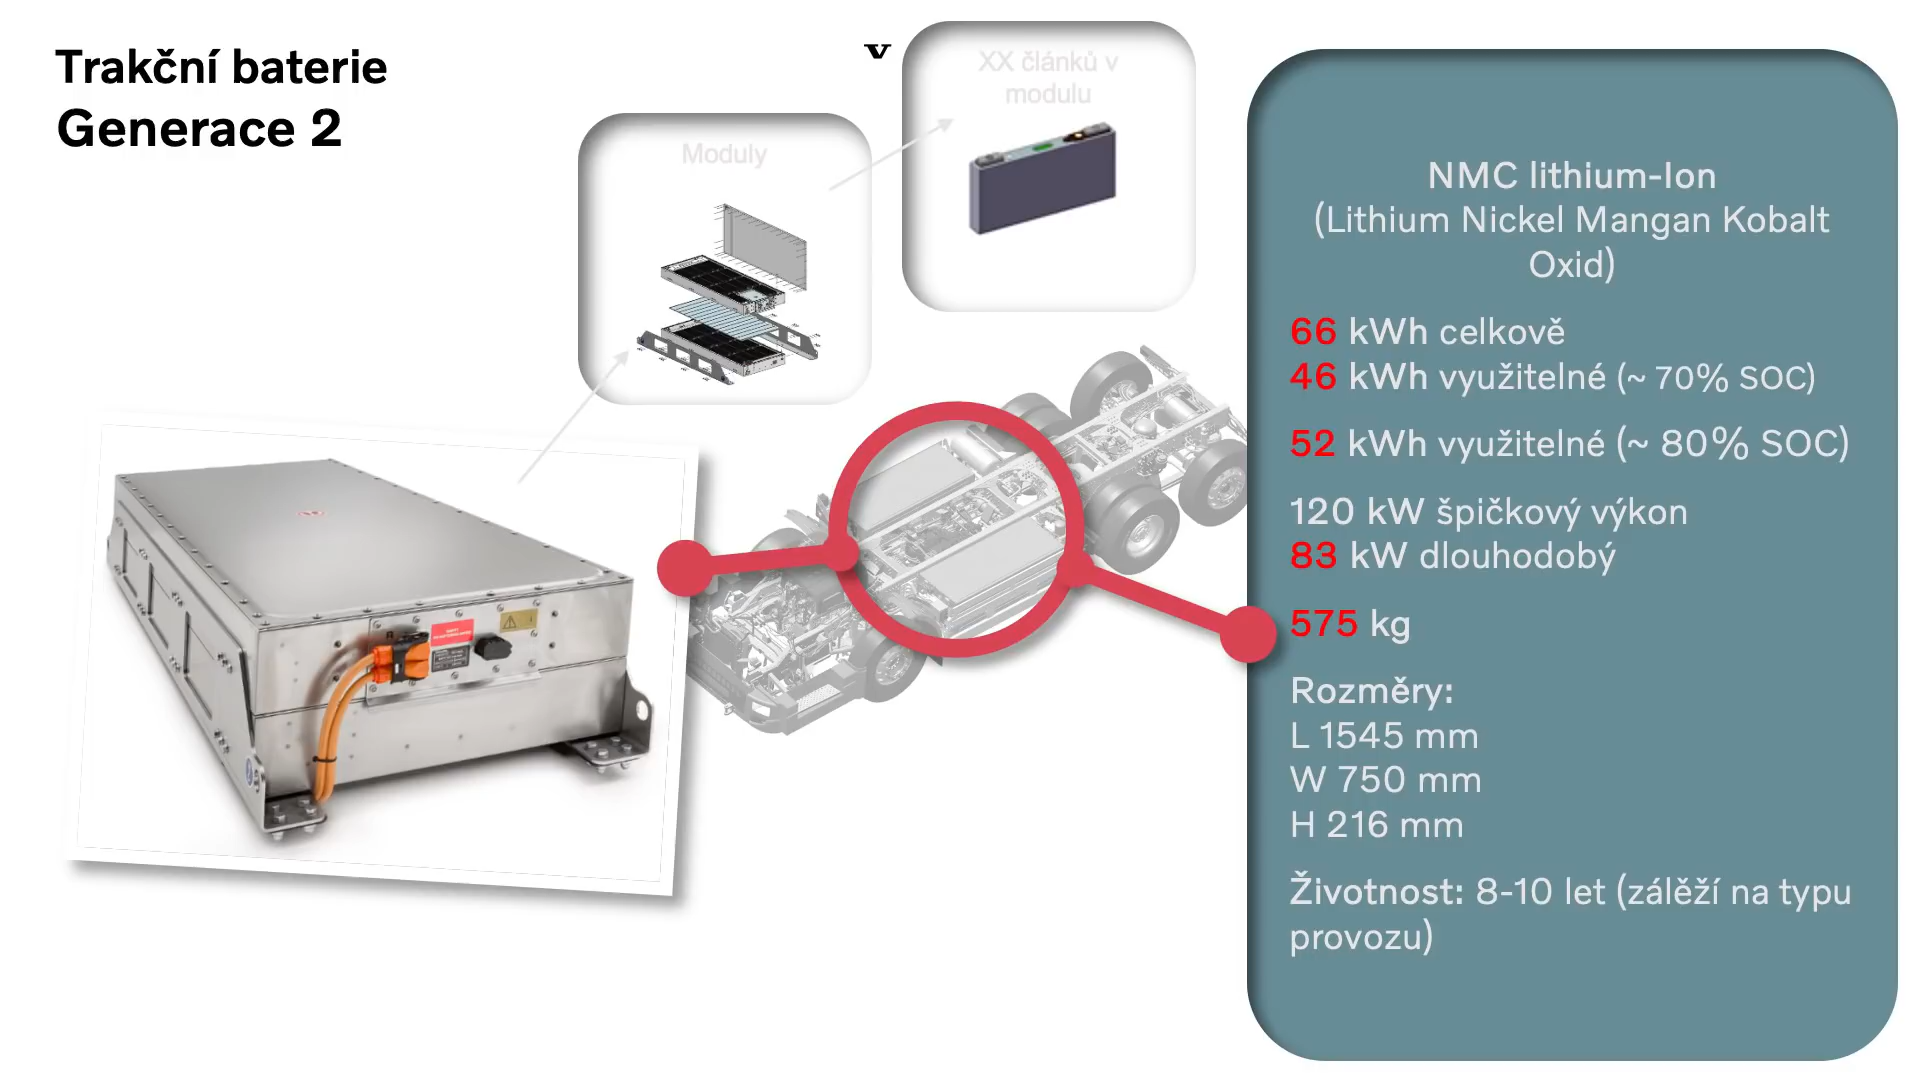 Trakční baterie
Generace 2
v
XX článků v
modulu
Moduly
NMC lithium-Ion
(Lithium Nickel Mangan Kobalt
Oxid)
66 kWh celkově
46 kWh využitelné (~ 70% SOC)
52 kWh využitelné (~ 80% SOC)
120 kW špičkový výkon
83 kW dlouhodobý
575 kg
Rozměry:
L 1545 mm
W 750 mm
H 216 mm
Životnost: 8-10 let (zálěží na typu
provozu)